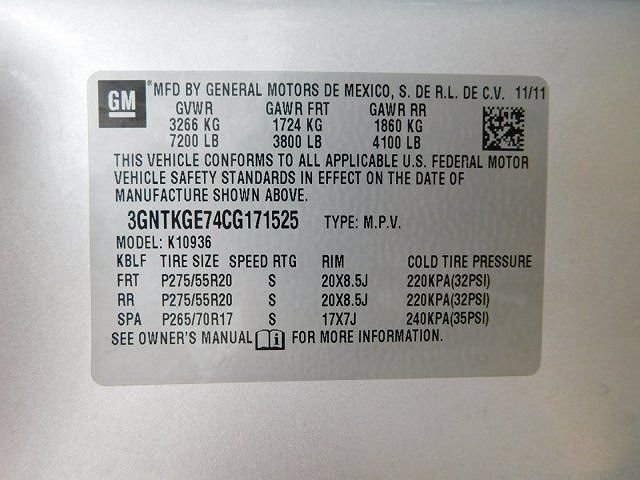 GM *MFD BY GENERAL MOTORS DE MEXICO, S. DE R.L. DE C.V. 11/11
GVWR GAWR FRT GAWR RR
3266 KG 1724 KG 1860 KG
7200 LB 3800 LB 4100 LB
THIS VEHICLE CONFORMS TO ALL APPLICABLE U.S. FEDERAL MOTOR
VEHICLE SAFETY STANDARDS IN EFFECT ON THE DATE OF
MANUFACTURE SHOWN ABOVE.
3GNTKGE74CG171525 TYPE: M.P.V.
MODEL: K10936
KBLF TIRE SIZE SPEED RTG RIM COLD TIRE PRESSURE
FRT P275/55R20 S 20X8.5J 220KPA(32PSI)
RR P275/55R20 S 20X8.5J 220KPA(32PSI)
SPA P265/70R17 S 17X7J 240KPA(35PSI)
SEE OWNER'S MANUAL FOR MORE INFORMATION.